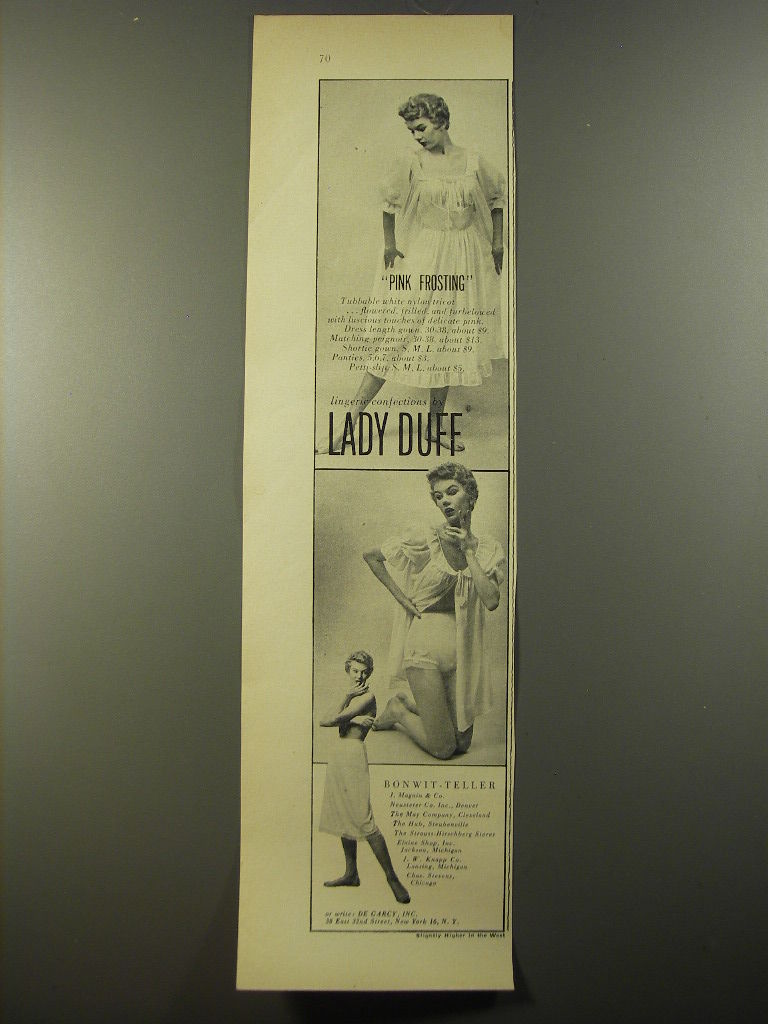 70
"PINK FROSTING"
Tubbable white nylon tricot
... flowered, frilled, and furbelowed
with luscious touches of delicate pink.
Dress length gown, 30-38, about $9.
Matching peignoir, 30-38, about $13.
Shortie gown, S. M. L. about $9.
Panties, 5,6,7, about $3.
Petti-slip, S. M. L. about $5.
lingerie confections by
LADY DUFF®
BONWIT-TELLER
I. Magnin & Co.
Neusteter Co. Inc., Denver
The May Company, Cleveland
The Hub, Steubenville
The Strauss-Hirschberg Stores
Elaine Shop, Inc.
Jackson, Michigan
J. W. Knapp Co.
Lansing, Michigan
Chas. Stevens,
Chicago
or write: DE GARCY, INC.
38 East 32nd Street, New York 16, N. Y.
Slightly Higher in the West